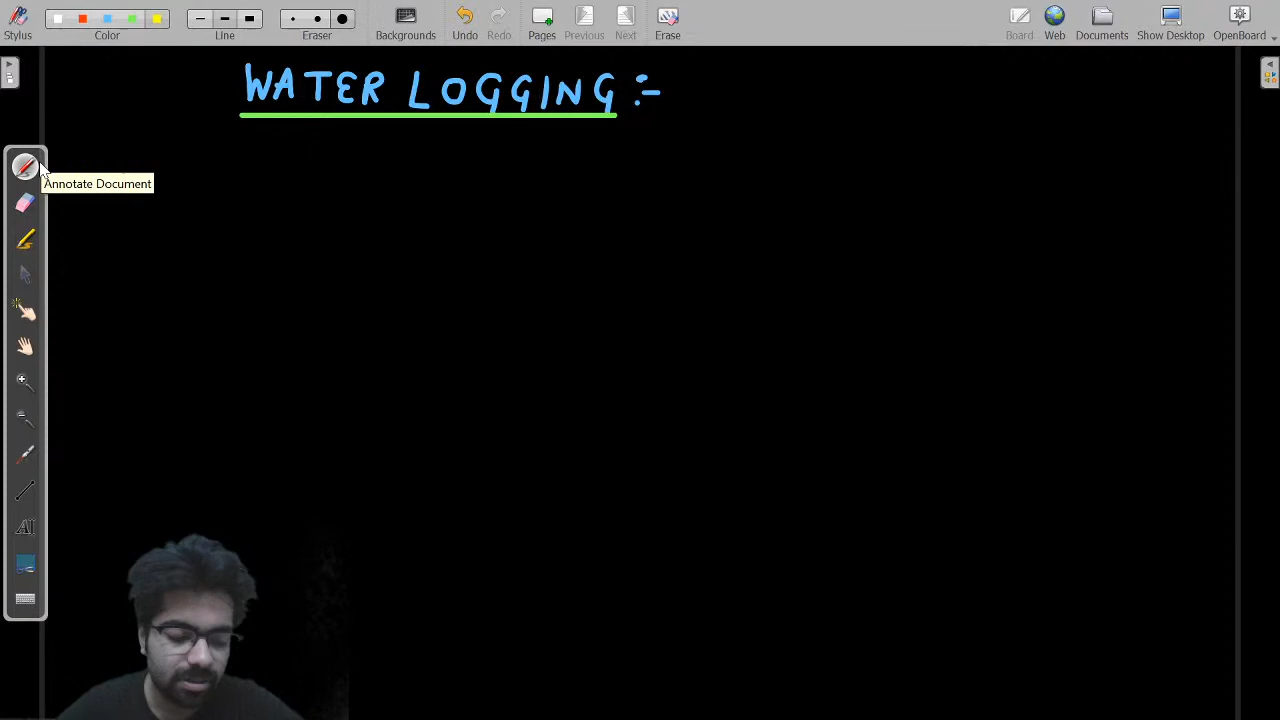 Stylus
Color
Line
Eraser
Backgrounds
Undo
Redo
Pages
Previous
Next
Erase
Board
Web
Documents
Show Desktop
OpenBoard
WATER LOGGING :-
Annotate Document
AI